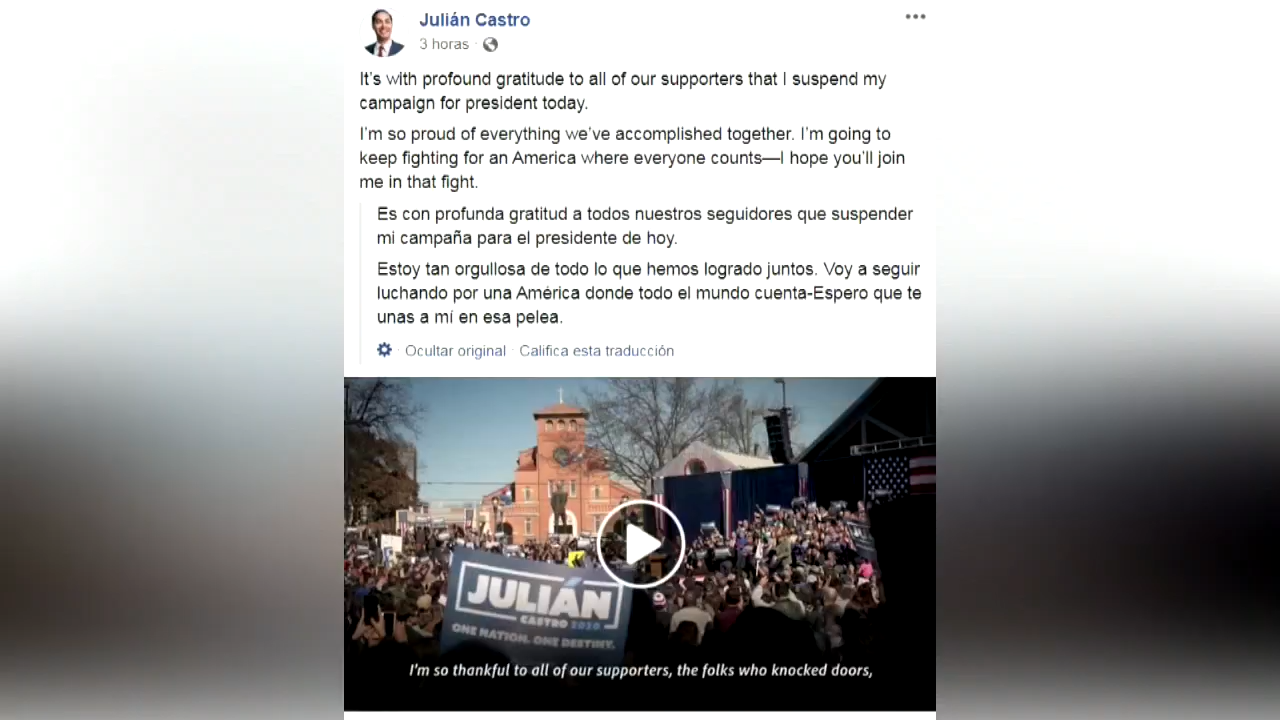 Julián Castro
3 horas ·
It's with profound gratitude to all of our supporters that I suspend my
campaign for president today.
I'm so proud of everything we've accomplished together. I'm going to
keep fighting for an America where everyone counts—I hope you'll join
me in that fight.
Es con profunda gratitud a todos nuestros seguidores que suspender
mi campaña para el presidente de hoy.
Estoy tan orgullosa de todo lo que hemos logrado juntos. Voy a seguir
luchando por una América donde todo el mundo cuenta-Espero que te
unas a mí en esa pelea.
· Ocultar original · Califica esta traducción
JULIÁN
CASTRO 2020
ONE NATION. ONE DESTINY.
I'm so thankful to all of our supporters, the folks who knocked doors,